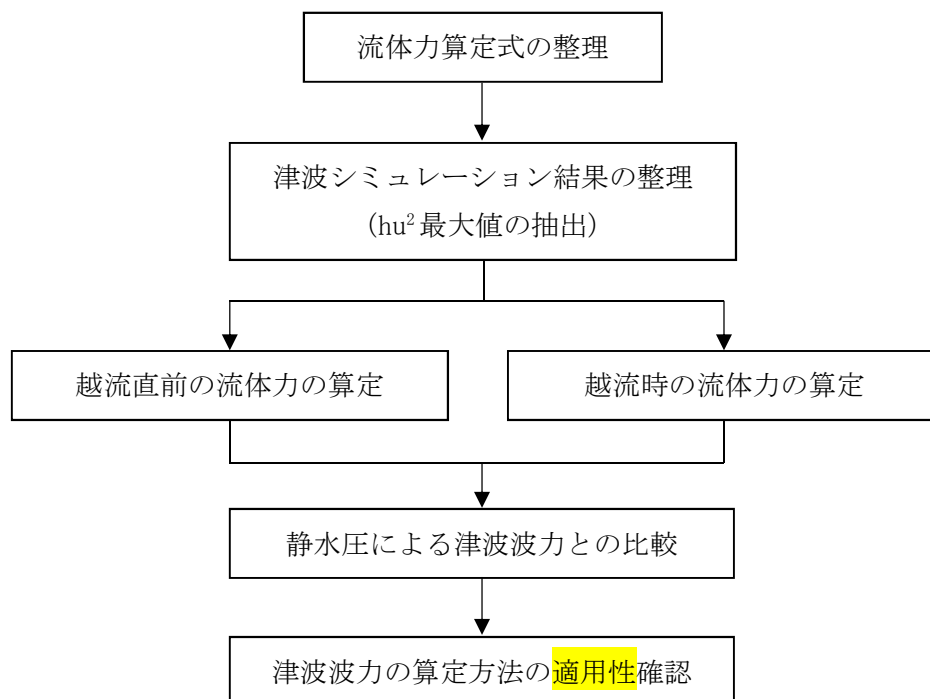 流体力算定式の整理
津波シミュレーション結果の整理
(hu²最大値の抽出)
越流直前の流体力の算定
越流時の流体力の算定
静水圧による津波波力との比較
津波波力の算定方法の適用性確認